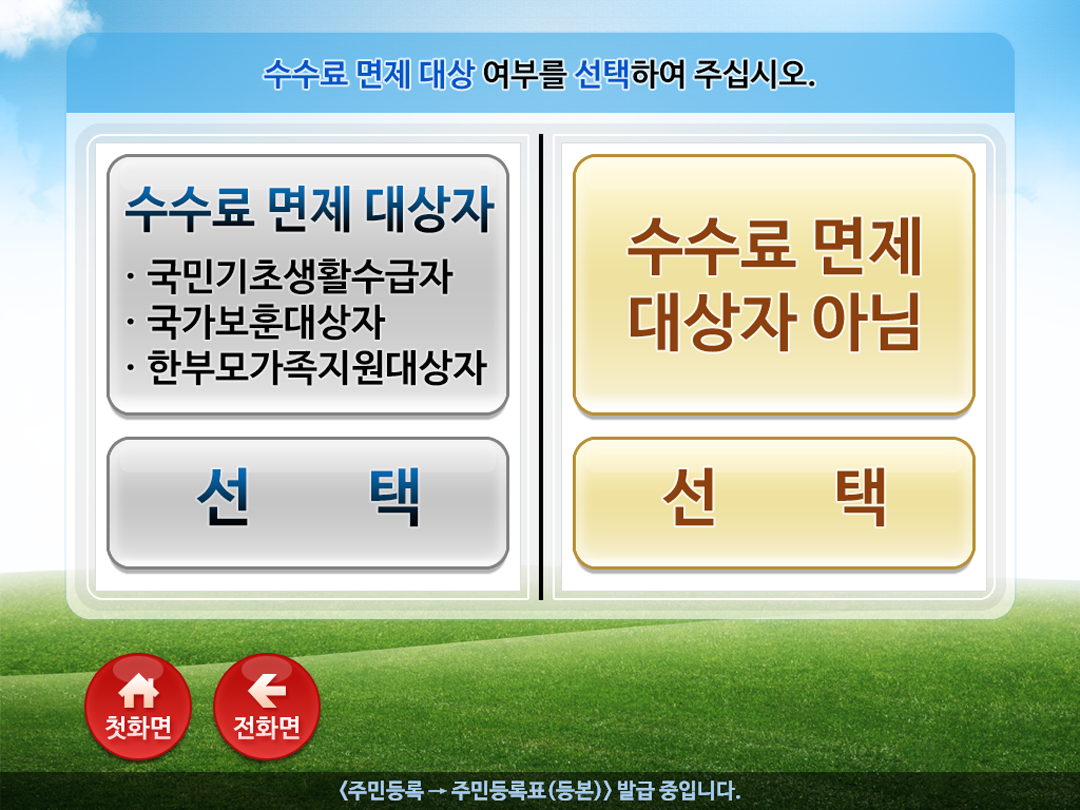 수수료 면제 대상 여부를 선택하여 주십시오.
수수료 면제 대상자
· 국민기초생활수급자
· 국가보훈대상자
· 한부모가족지원대상자
선 택
수수료 면제
대상자 아님
선 택
첫화면
전화면
<주민등록 → 주민등록표(등본)> 발급 중입니다.